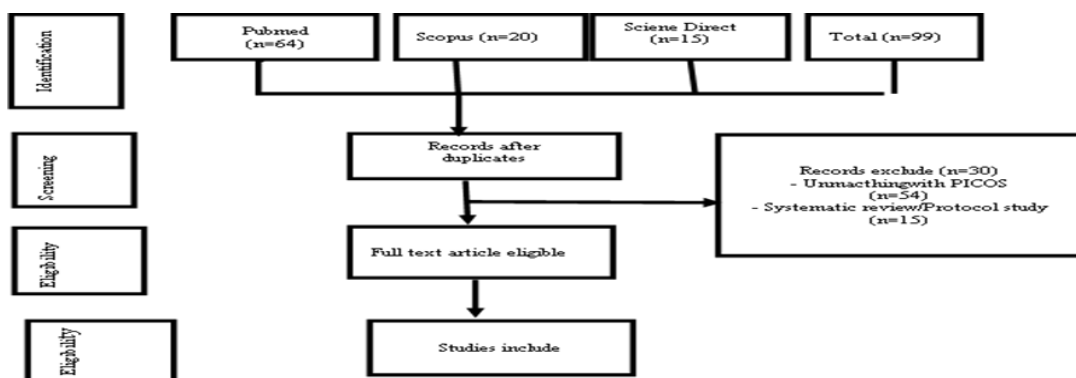 Identification
Pubmed
(n=64)
Scopus (n=20)
Sciene Direct
(n=15)
Total (n=99)
Screening
Records after
duplicates
Records exclude (n=30)
- Unmacthingwith PICOS
(n=54)
- Systematic review/Protocol study
(n=15)
Eligibility
Full text article eligible
Eligibility
Studies include